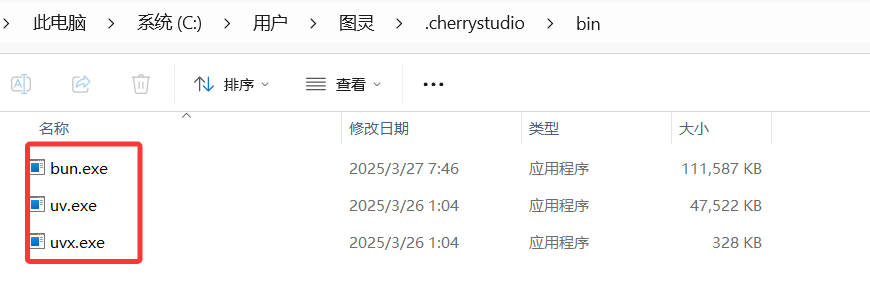 此电脑 > 系统 (C:) > 用户 > 图灵 > .cherrystudio > bin
排序 查看 •••
名称 修改日期 类型 大小
bun.exe 2025/3/27 7:46 应用程序 111,587 KB
uv.exe 2025/3/26 1:04 应用程序 47,522 KB
uvx.exe 2025/3/26 1:04 应用程序 328 KB